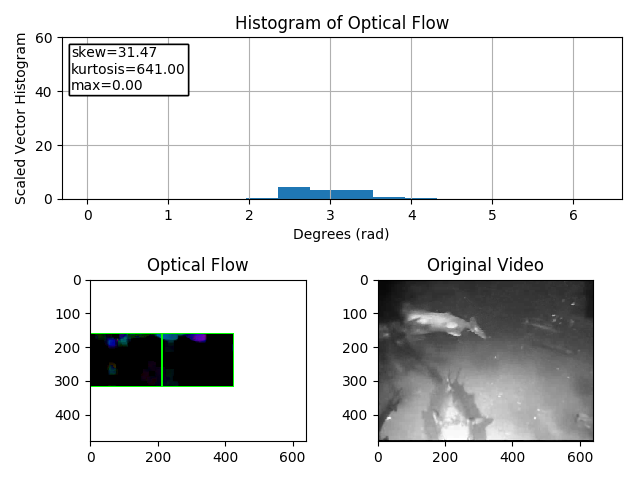 Histogram of Optical Flow
Scaled Vector Histogram
60
40
20
0
skew=31.47
kurtosis=641.00
max=0.00
0 1 2 3 4 5 6
Degrees (rad)
Optical Flow
0
100
200
300
400
0 200 400 600
Original Video
0
100
200
300
400
0 200 400 600